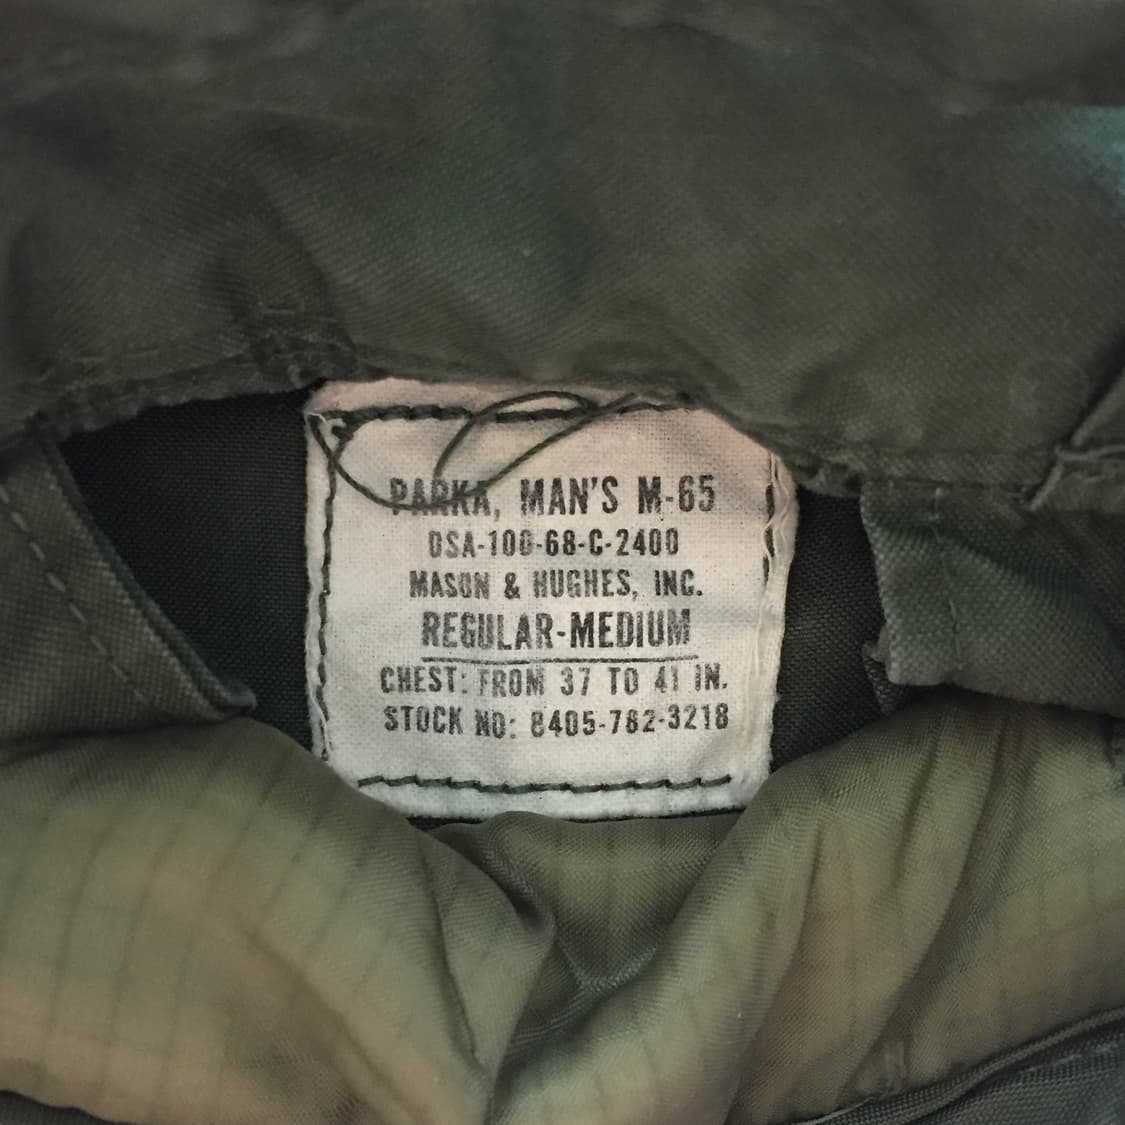 PARKA, MAN'S M-65
DSA-100-68-C-2400
MASON & HUGHES, INC.
REGULAR-MEDIUM
CHEST: FROM 37 TO 41 IN.
STOCK NO: 8405-782-3218